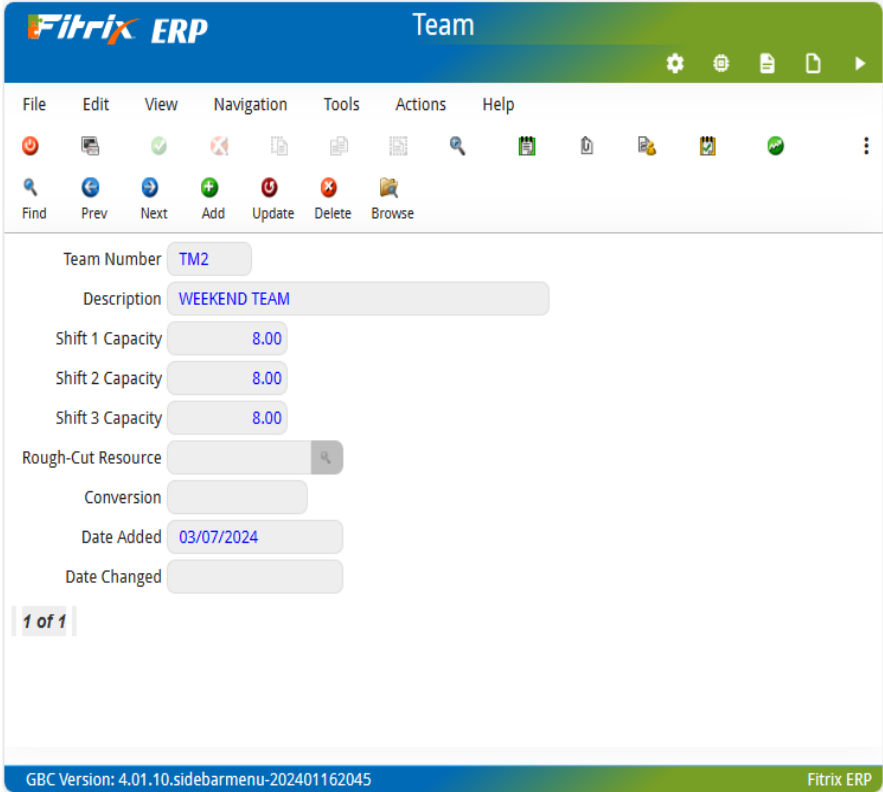 Fitrix ERP
Team
File Edit View Navigation Tools Actions Help
Find Prev Next Add Update Delete Browse
Team Number TM2
Description WEEKEND TEAM
Shift 1 Capacity 8.00
Shift 2 Capacity 8.00
Shift 3 Capacity 8.00
Rough-Cut Resource
Conversion
Date Added 03/07/2024
Date Changed
1 of 1
GBC Version: 4.01.10.sidebarmenu-202401162045 Fitrix ERP